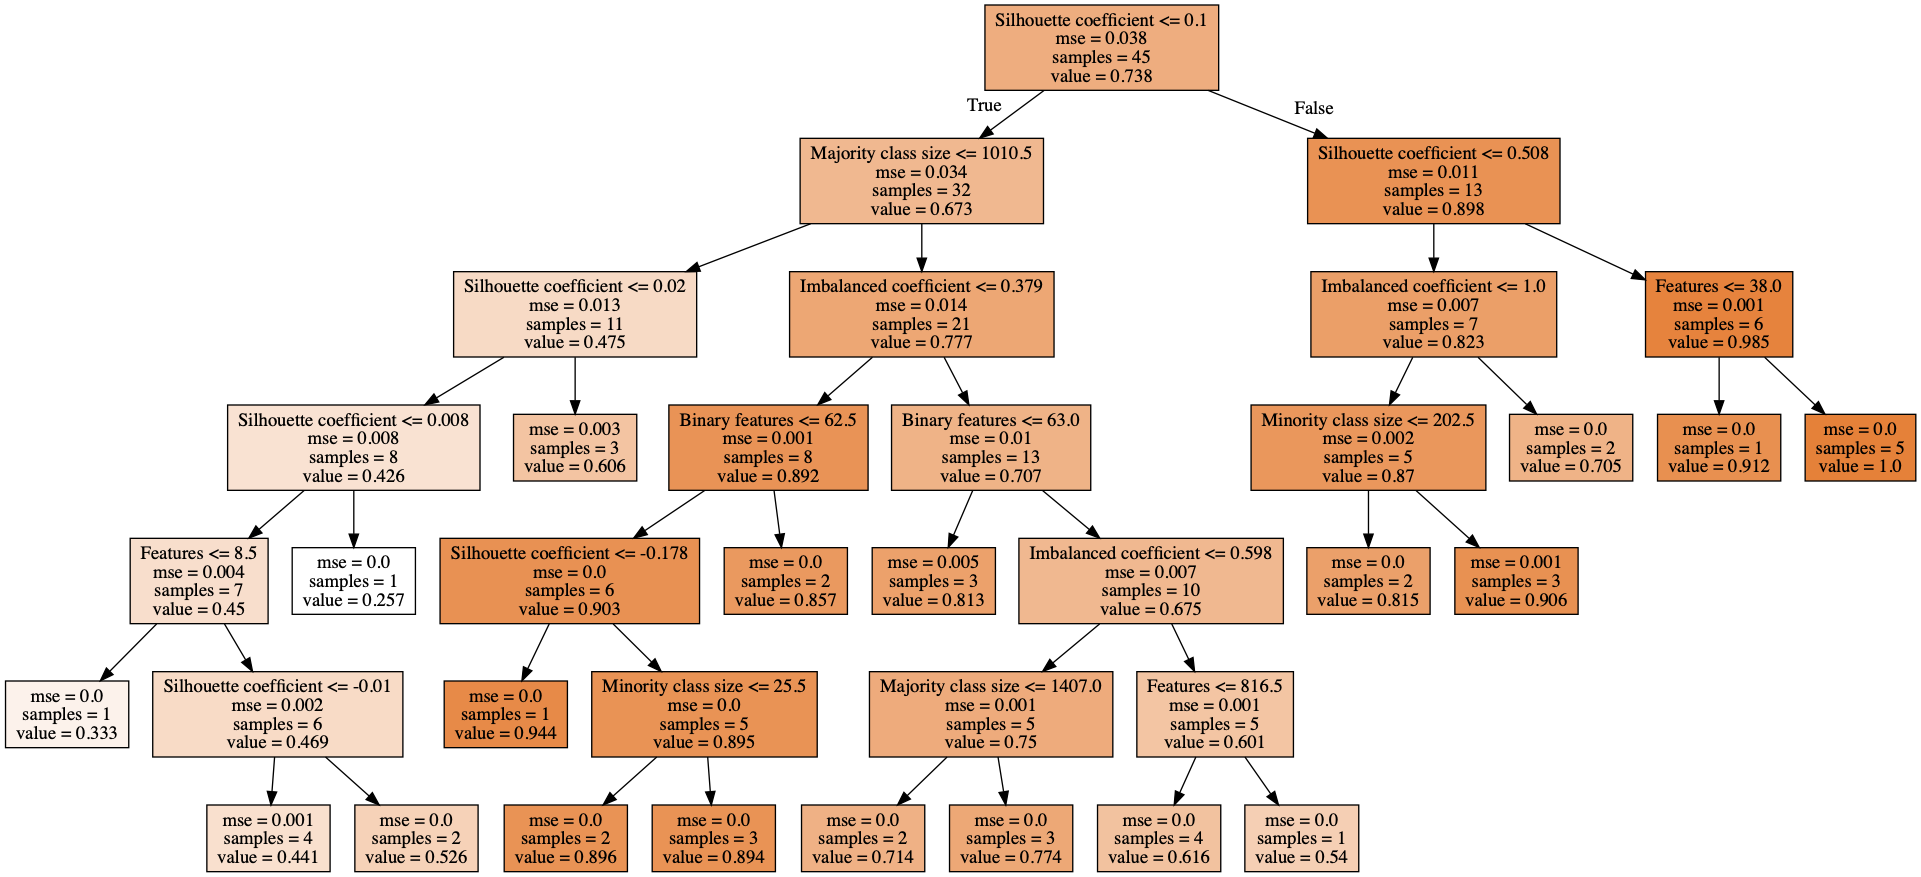 Silhouette coefficient <= 0.1
mse = 0.038
samples = 45
value = 0.738
True
False
Majority class size <= 1010.5
mse = 0.034
samples = 32
value = 0.673
Silhouette coefficient <= 0.508
mse = 0.011
samples = 13
value = 0.898
Silhouette coefficient <= 0.02
mse = 0.013
samples = 11
value = 0.475
Imbalanced coefficient <= 0.379
mse = 0.014
samples = 21
value = 0.777
Imbalanced coefficient <= 1.0
mse = 0.007
samples = 7
value = 0.823
Features <= 38.0
mse = 0.001
samples = 6
value = 0.985
Silhouette coefficient <= 0.008
mse = 0.008
samples = 8
value = 0.426
mse = 0.003
samples = 3
value = 0.606
Binary features <= 62.5
mse = 0.001
samples = 8
value = 0.892
Binary features <= 63.0
mse = 0.01
samples = 13
value = 0.707
Minority class size <= 202.5
mse = 0.002
samples = 5
value = 0.87
mse = 0.0
samples = 2
value = 0.705
mse = 0.0
samples = 1
value = 0.912
mse = 0.0
samples = 5
value = 1.0
Features <= 8.5
mse = 0.004
samples = 7
value = 0.45
mse = 0.0
samples = 1
value = 0.257
Silhouette coefficient <= -0.178
mse = 0.0
samples = 6
value = 0.903
mse = 0.0
samples = 2
value = 0.857
mse = 0.005
samples = 3
value = 0.813
Imbalanced coefficient <= 0.598
mse = 0.007
samples = 10
value = 0.675
mse = 0.0
samples = 2
value = 0.815
mse = 0.001
samples = 3
value = 0.906
mse = 0.0
samples = 1
value = 0.333
Silhouette coefficient <= -0.01
mse = 0.002
samples = 6
value = 0.469
mse = 0.0
samples = 1
value = 0.944
Minority class size <= 25.5
mse = 0.0
samples = 5
value = 0.895
Majority class size <= 1407.0
mse = 0.001
samples = 5
value = 0.75
Features <= 816.5
mse = 0.001
samples = 5
value = 0.601
mse = 0.001
samples = 4
value = 0.441
mse = 0.0
samples = 2
value = 0.526
mse = 0.0
samples = 2
value = 0.896
mse = 0.0
samples = 3
value = 0.894
mse = 0.0
samples = 2
value = 0.714
mse = 0.0
samples = 3
value = 0.774
mse = 0.0
samples = 4
value = 0.616
mse = 0.0
samples = 1
value = 0.54